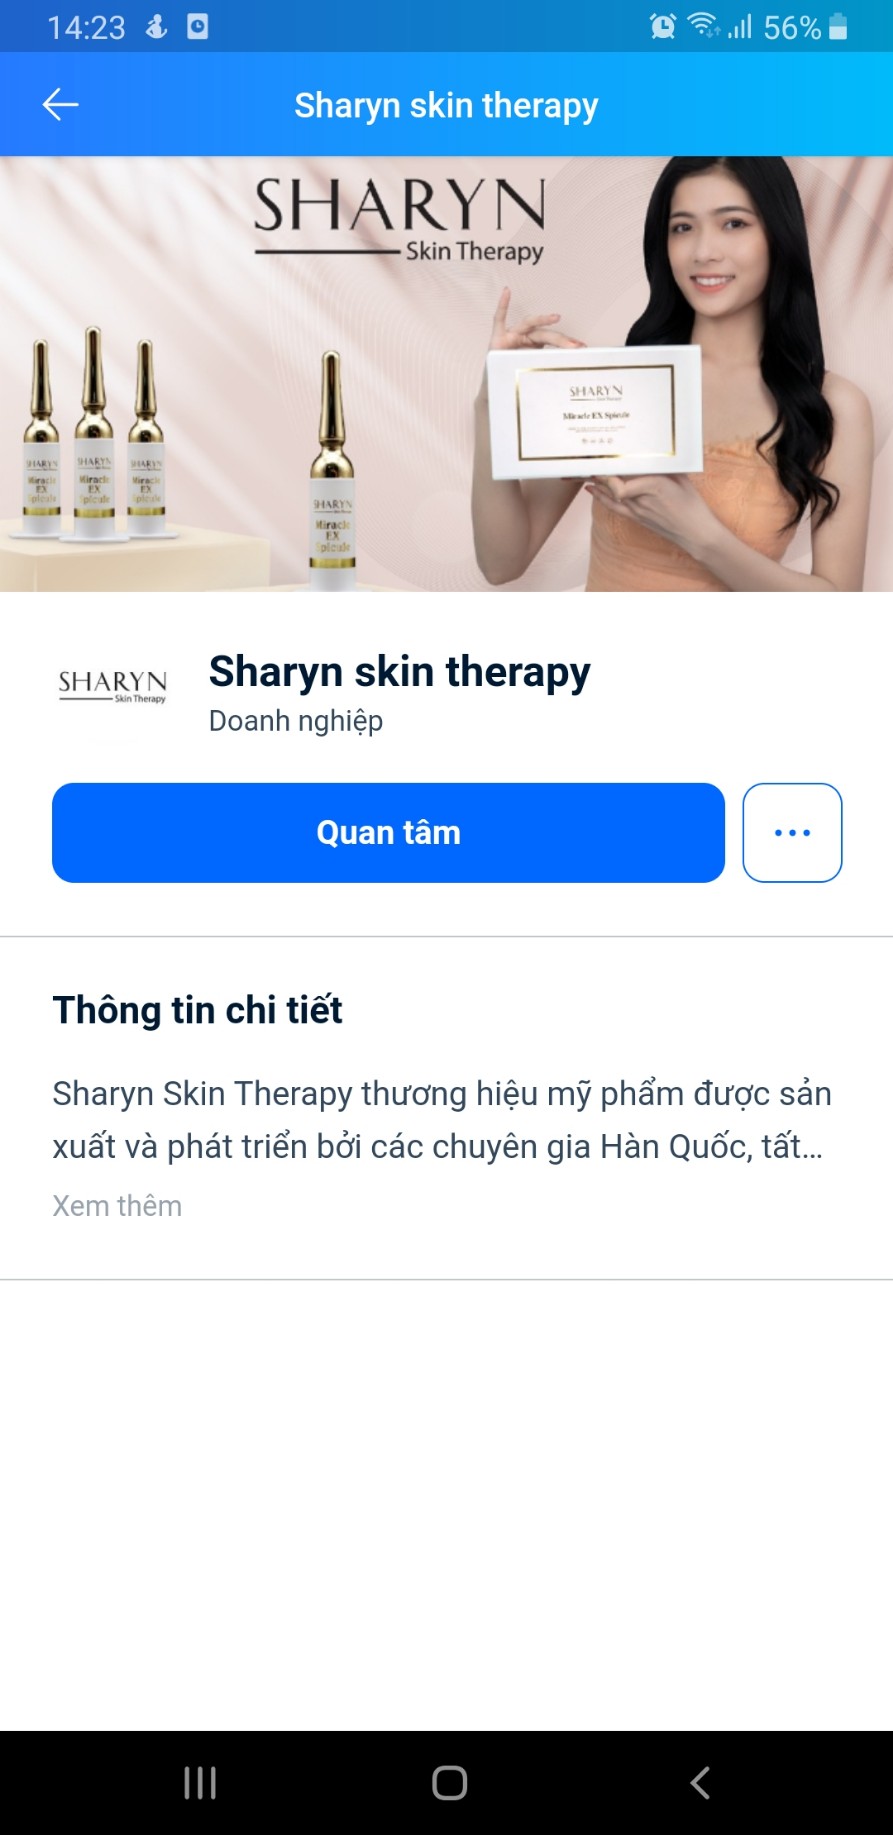 14:23
56%
Sharyn skin therapy
SHARYN
Skin Therapy
SHARYN
Miracle EX Spicule
SHARYN
Miracle
EX
Spicule
SHARYN
Miracle
EX
Spicule
SHARYN
Miracle
EX
Spicule
SHARYN
Miracle
EX
Spicule
SHARYN
Skin Therapy
Sharyn skin therapy
Doanh nghiệp
Quan tâm
Thông tin chi tiết
Sharyn Skin Therapy thương hiệu mỹ phẩm được sản
xuất và phát triển bởi các chuyên gia Hàn Quốc, tất...
Xem thêm